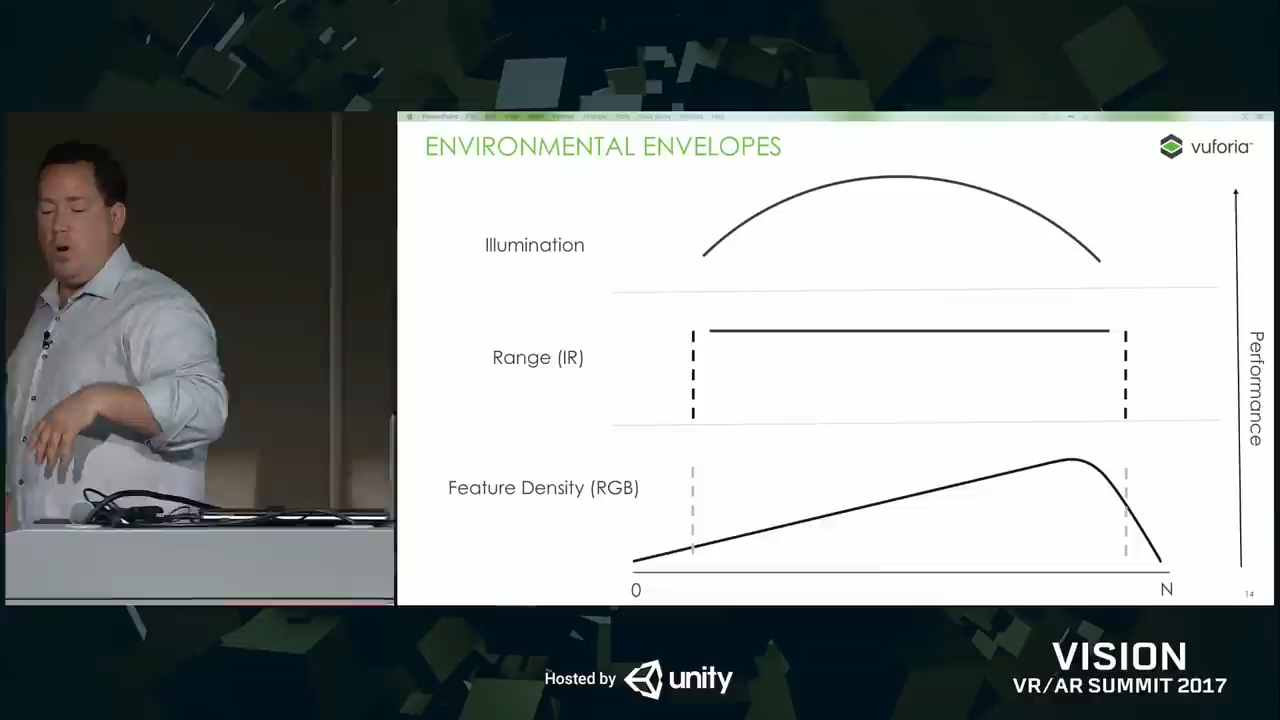 ENVIRONMENTAL ENVELOPES
vuforia
Illumination
Range (IR)
Feature Density (RGB)
Performance
0
N
14
Hosted by unity
VISION
VR/AR SUMMIT 2017